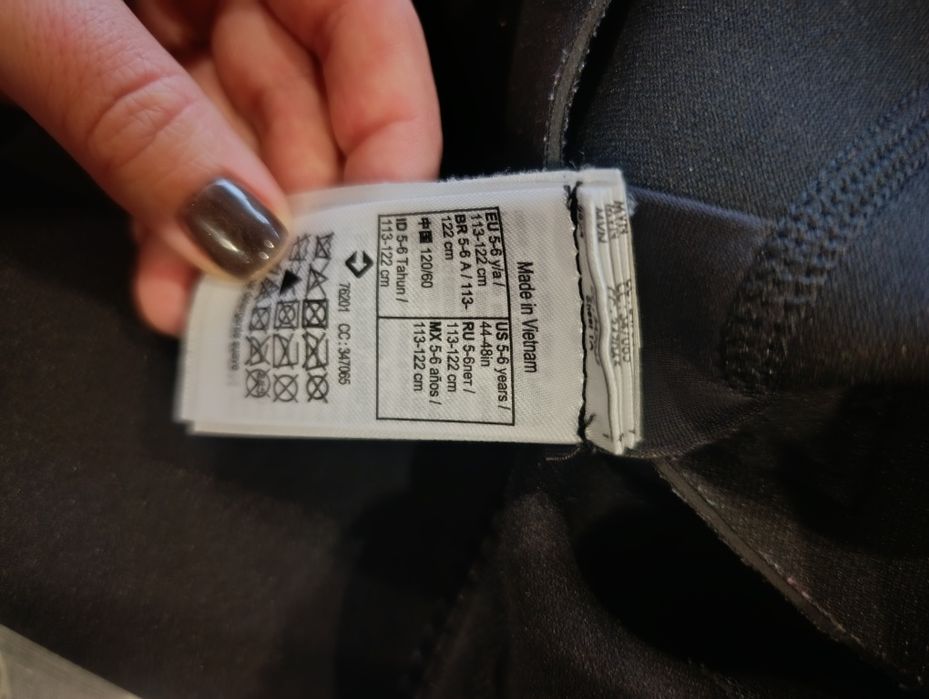 Made in Vietnam
EU 5-6 y/a /
113-122 cm
BR 5-6 A / 113-
122 cm
中国 120/60
ID 5-6 Tahun /
113-122 cm
US 5-6 years /
44-48in
RU 5-6лет /
113-122 cm
MX 5-6 años /
113-122 cm
76201 CC: 347065